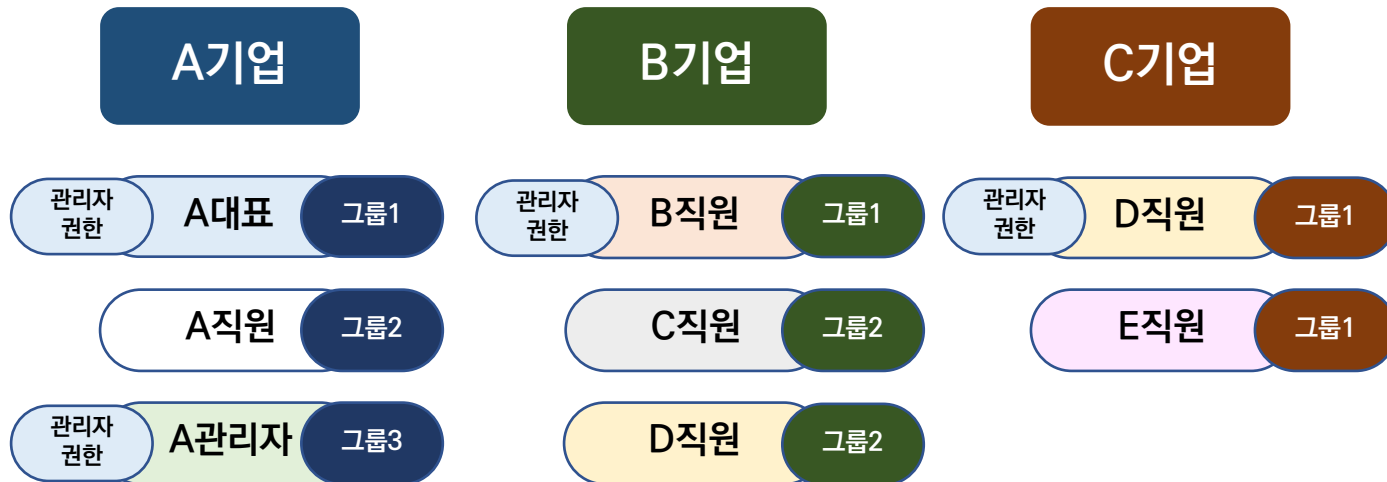 A기업
B기업
C기업
관리자
권한
A대표
그룹1
관리자
권한
B직원
그룹1
관리자
권한
D직원
그룹1
A직원
그룹2
C직원
그룹2
E직원
그룹1
관리자
권한
A관리자
그룹3
D직원
그룹2